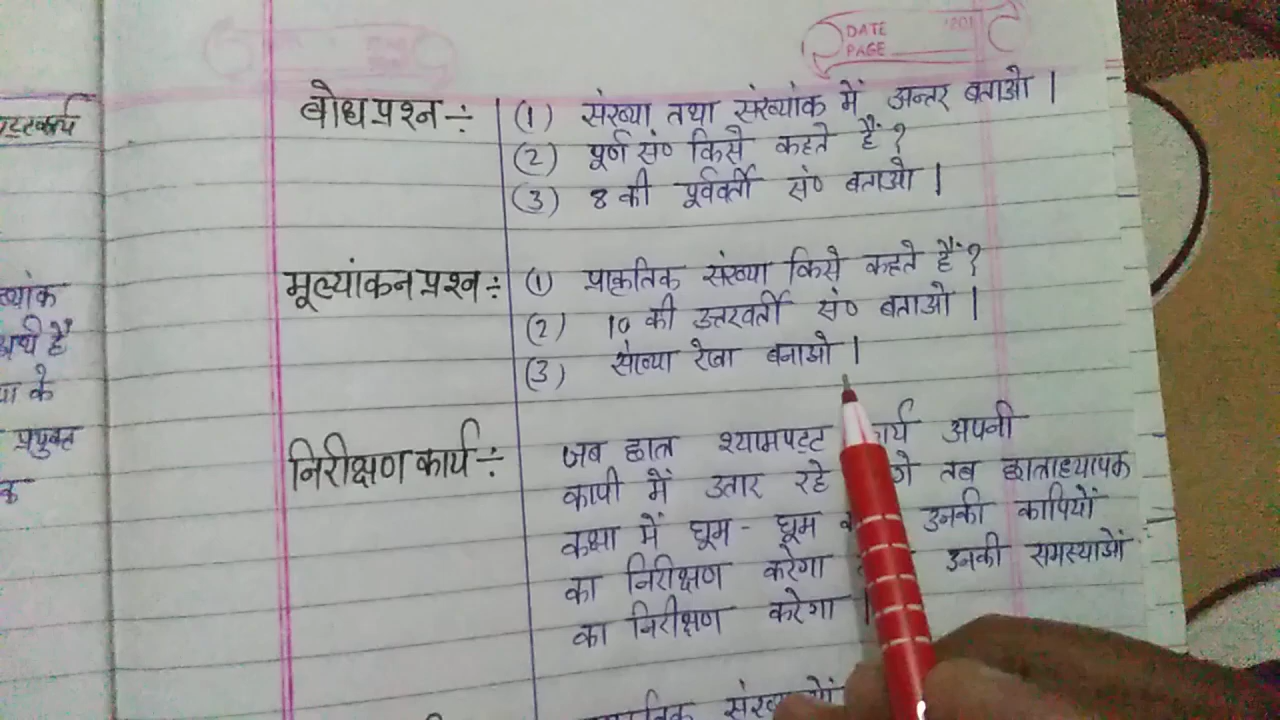 DATE
PAGE
बोध प्रश्न ÷ (1) संख्या तथा संख्यांक में अन्तर बताओ |
(2) पूर्ण सं० किसे कहते हैं ?
(3) 8 की पूर्ववर्ती सं० बताओ |
मूल्यांकन प्रश्न ÷ (1) प्राकृतिक संख्या किसे कहते हैं ?
(2) 10 की उत्तरवर्ती सं० बताओ |
(3) संख्या रेखा बनाओ |
निरीक्षण कार्य ÷ जब छात्र श्यामपट्ट कार्य अपनी
कापी में उतार रहे तब छात्राध्यापक
कक्षा में घूम - घूम उनकी कापियों
का निरीक्षण करेगा उनकी समस्याओं
का निरीक्षण करेगा |
के
प्रयुक्त